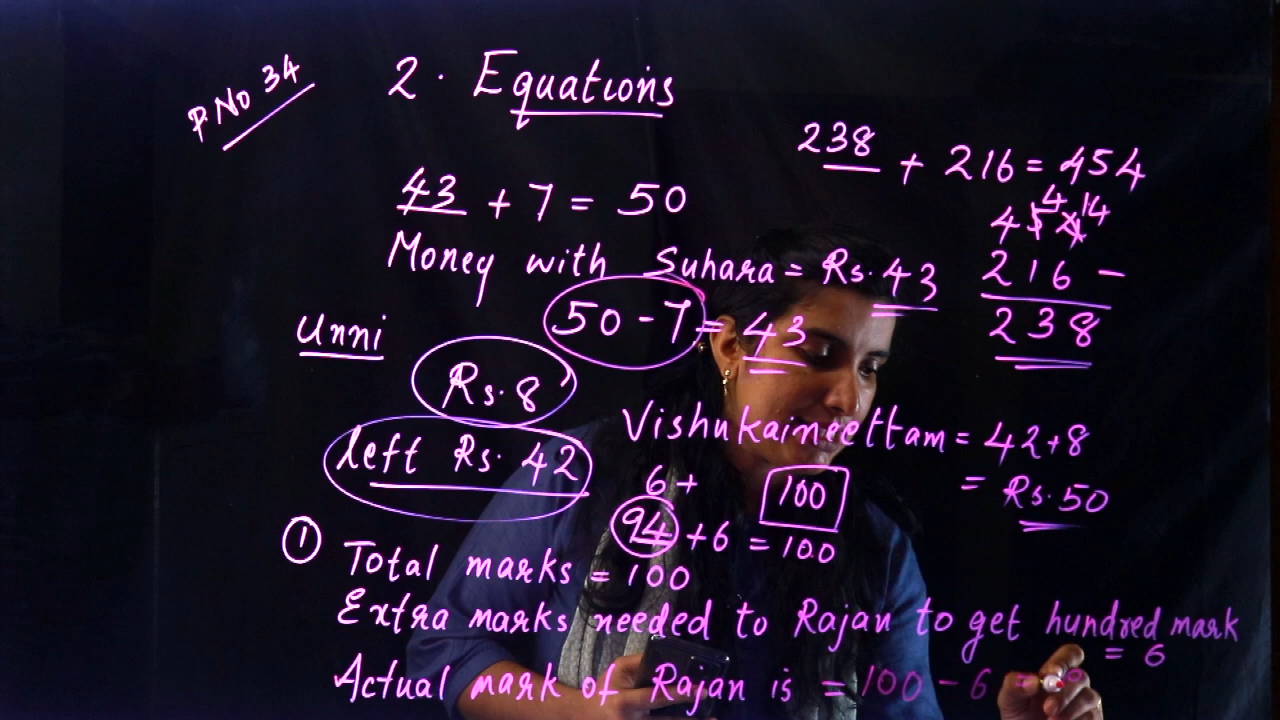 P.No 34
2. Equations
238 + 216 = 454
43 + 7 = 50
4 14
454
216 -
238
Money with Suhara = Rs. 43
50 - 7 = 43
Unni
Rs. 8
left Rs. 42
Vishukaineettam = 42+8
= Rs. 50
6 +
100
94 + 6 = 100
1 Total marks = 100
Extra marks needed to Rajan to get hundred mark
= 6
Actual mark of Rajan is = 100 - 6 =